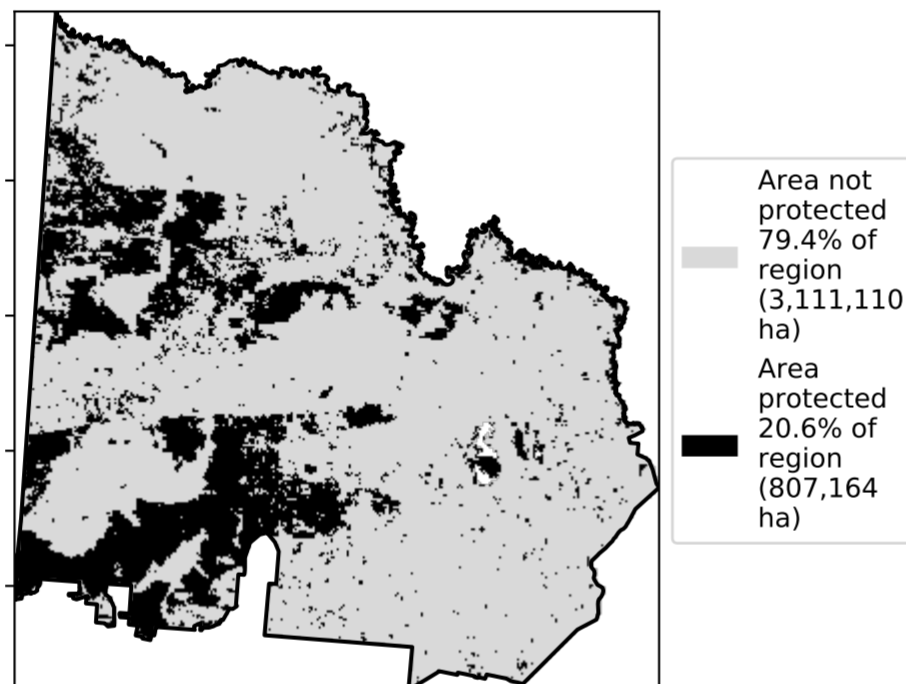 Area not
protected
79.4% of
region
(3,111,110
ha)
Area
protected
20.6% of
region
(807,164
ha)